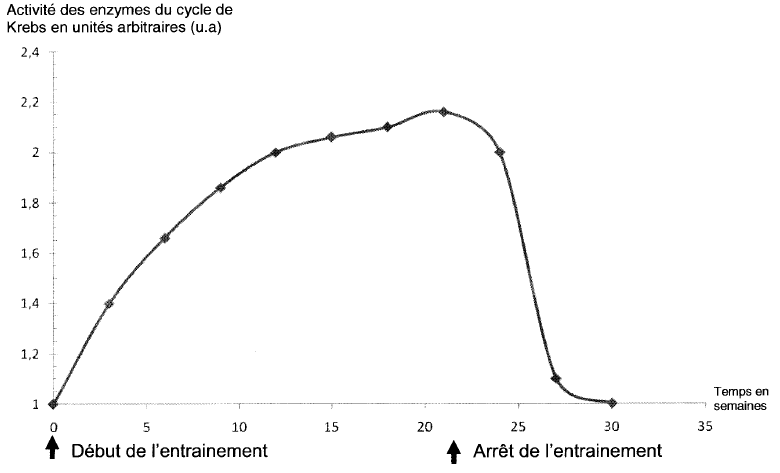 Activité des enzymes du cycle de
Krebs en unités arbitraires (u.a)
2,4
2,2
2
1,8
1,6
1,4
1,2
1
0 5 10 15 20 25 30 35
Temps en
semaines
Début de l'entrainement
Arrêt de l'entrainement